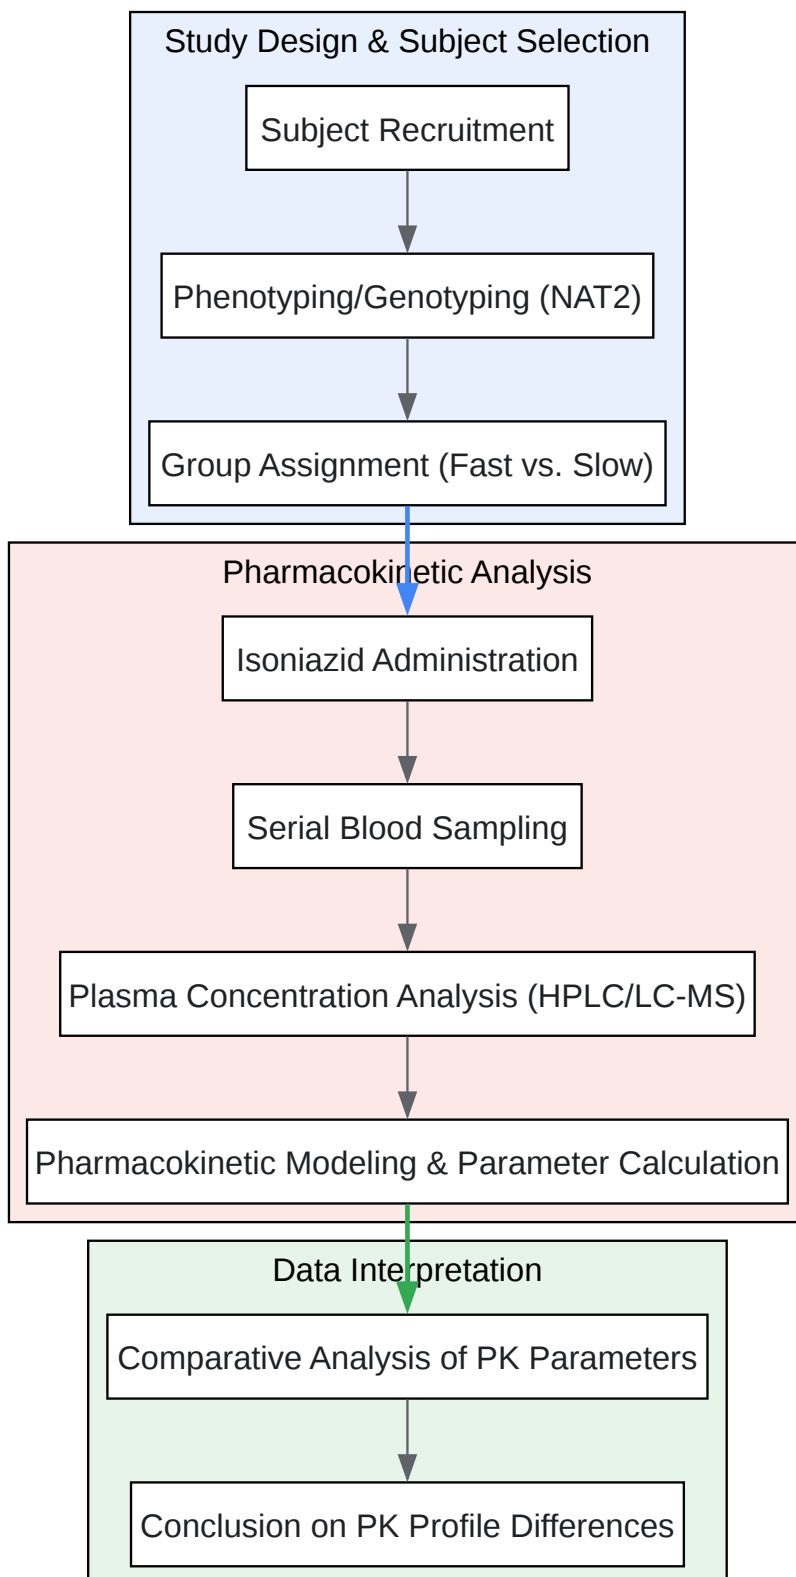 Study Design & Subject Selection
Subject Recruitment
Phenotyping/Genotyping (NAT2)
Group Assignment (Fast vs. Slow)
Pharmacokinetic Analysis
Isoniazid Administration
Serial Blood Sampling
Plasma Concentration Analysis (HPLC/LC-MS)
Pharmacokinetic Modeling & Parameter Calculation
Data Interpretation
Comparative Analysis of PK Parameters
Conclusion on PK Profile Differences